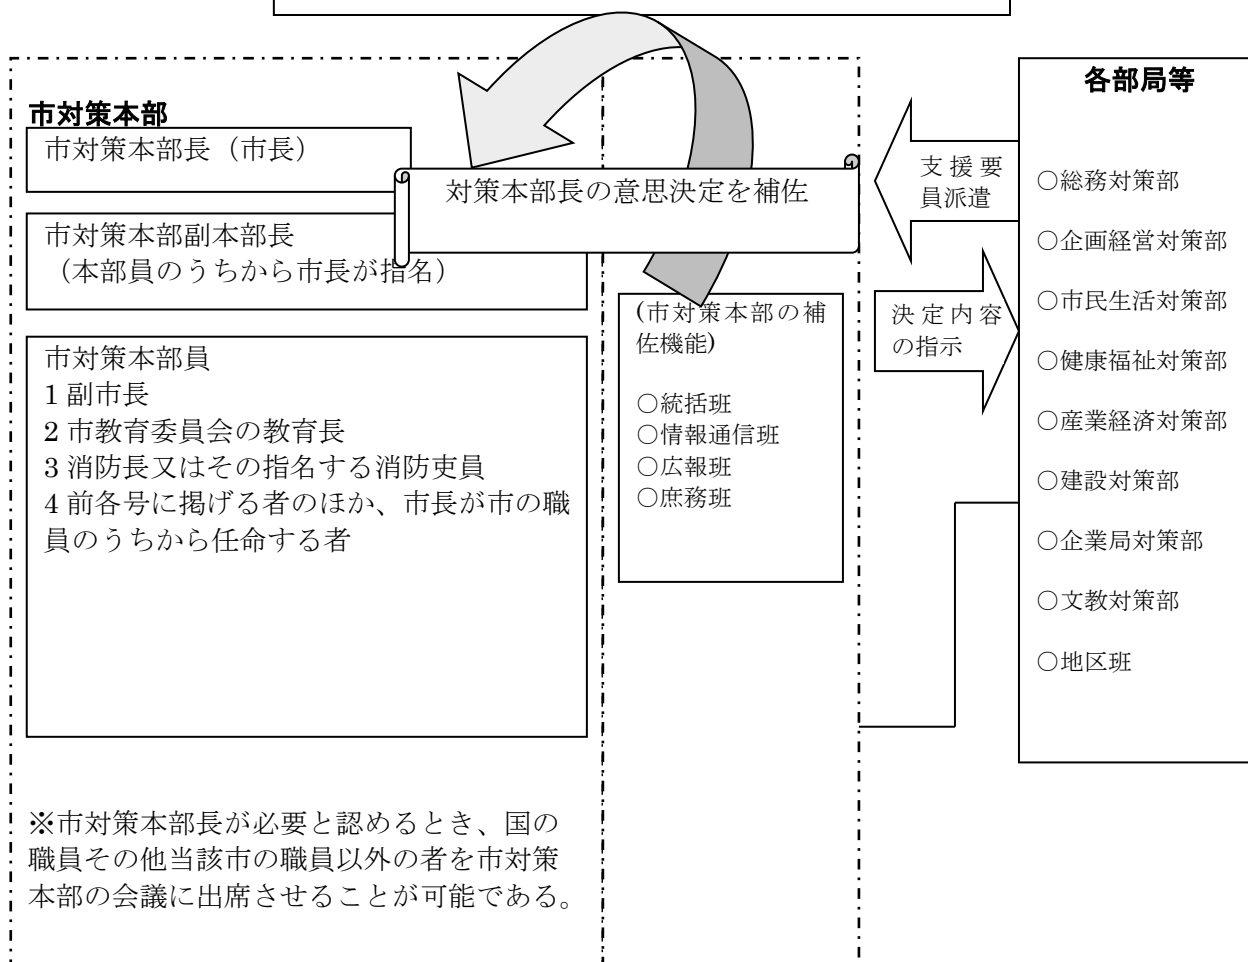 市対策本部
市対策本部長（市長）
対策本部長の意思決定を補佐
市対策本部副本部長
（本部員のうちから市長が指名）
市対策本部員
1 副市長
2 市教育委員会の教育長
3 消防長又はその指名する消防吏員
4 前各号に掲げる者のほか、市長が市の職
員のうちから任命する者
※市対策本部長が必要と認めるとき、国の
職員その他当該市の職員以外の者を市対策
本部の会議に出席させることが可能である。
(市対策本部の補
佐機能)
○統括班
○情報通信班
○広報班
○庶務班
支援要
員派遣
決定内容
の指示
各部局等
○総務対策部
○企画経営対策部
○市民生活対策部
○健康福祉対策部
○産業経済対策部
○建設対策部
○企業局対策部
○文教対策部
○地区班